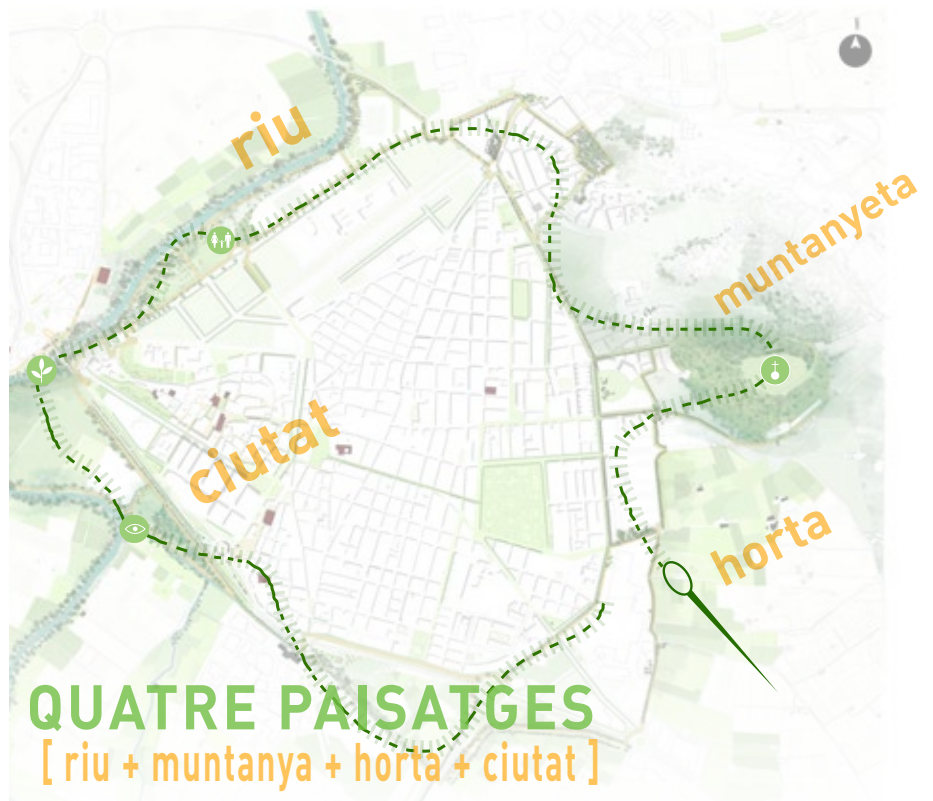 riu
muntanyeta
ciutat
horta
QUATRE PAISATGES
[ riu + muntanya + horta + ciutat ]